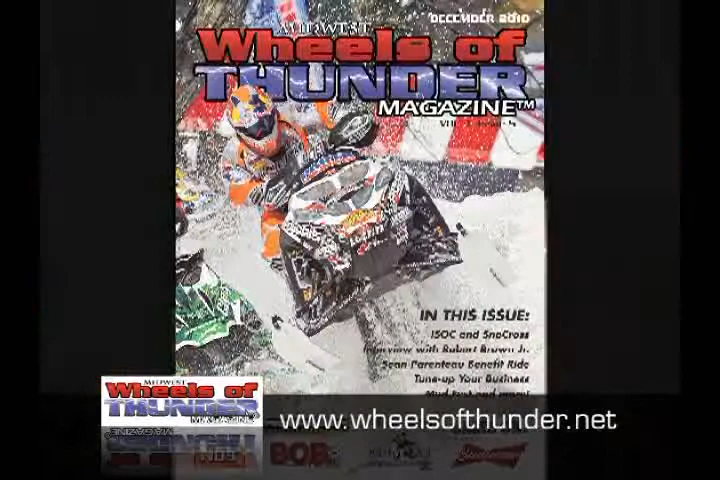 DECEMBER 2010
MIDWEST
Wheels of
THUNDER
MAGAZINE™
IN THIS ISSUE:
ISOC and SnoCross
Interview with Robert Brown Jr.
Sean Parenteau Benefit Ride
Tune-up Your Business
Mud Fest and more!
MIDWEST
Wheels of
THUNDER
MAGAZINE
www.wheelsofthunder.net
BOB
Budweiser